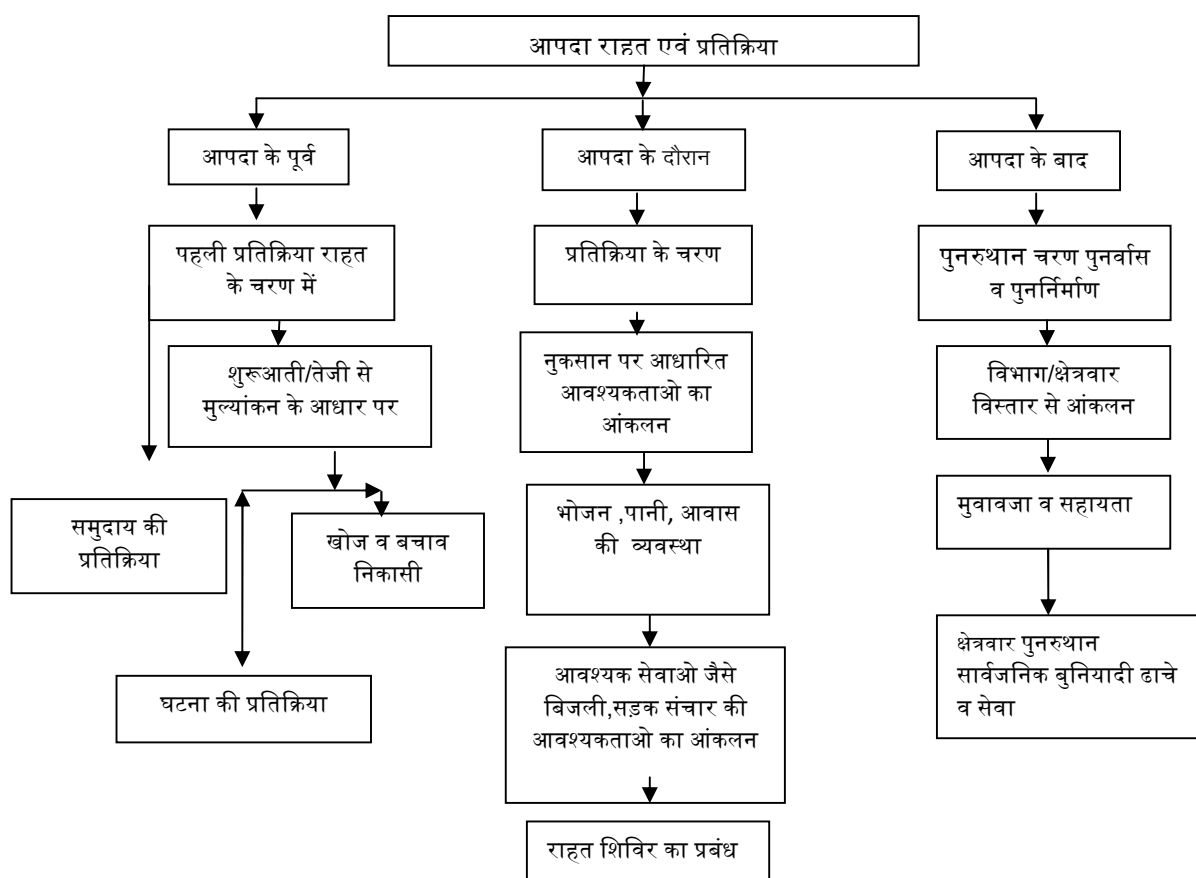 आपदा राहत एवं प्रतिक्रिया
आपदा के पूर्व
आपदा के दौरान
आपदा के बाद
पहली प्रतिक्रिया राहत
के चरण में
प्रतिक्रिया के चरण
पुनरुथान चरण पुनर्वास
व पुनर्निर्माण
शुरूआती/तेजी से
मुल्यांकन के आधार पर
नुकसान पर आधारित
आवश्यकताओ का
आंकलन
विभाग/क्षेत्रवार
विस्तार से आंकलन
समुदाय की
प्रतिक्रिया
खोज व बचाव
निकासी
भोजन ,पानी, आवास
की व्यवस्था
मुवावजा व सहायता
घटना की प्रतिक्रिया
आवश्यक सेवाओ जैसे
बिजली,सड़क संचार की
आवश्यकताओ का आंकलन
क्षेत्रवार पुनरुथान
सार्वजनिक बुनियादी ढाचे
व सेवा
राहत शिविर का प्रबंध